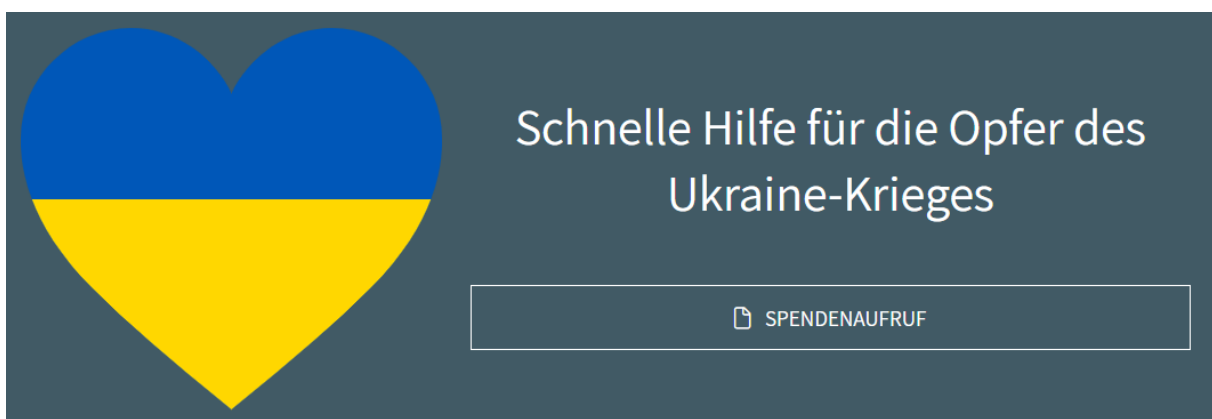 Schnelle Hilfe für die Opfer des
Ukraine-Krieges
SPENDENAUFRUF